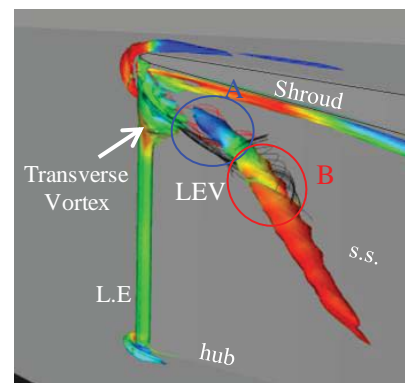 A
Shroud
Transverse
Vortex
LEV
B
s.s.
L.E
hub